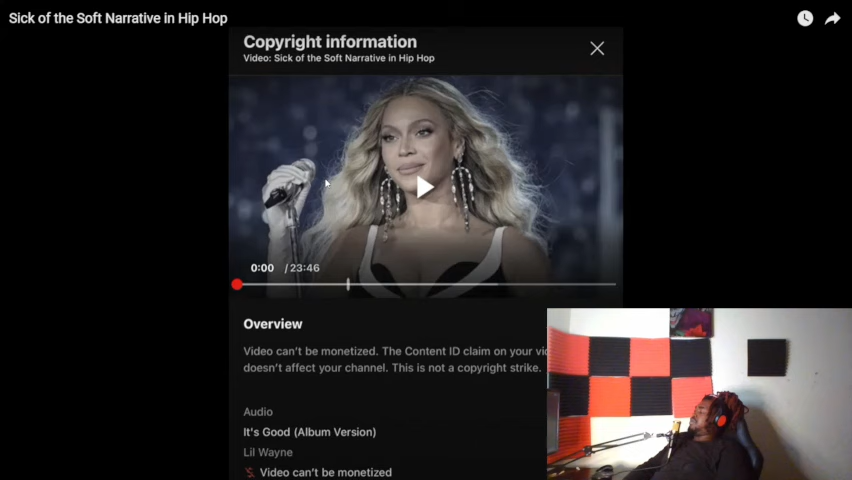 Sick of the Soft Narrative in Hip Hop
Copyright information
Video: Sick of the Soft Narrative in Hip Hop
0:00 / 23:46
Overview
Video can't be monetized. The Content ID claim on your
doesn't affect your channel. This is not a copyright strike.
Audio
It's Good (Album Version)
Lil Wayne
Video can't be monetized